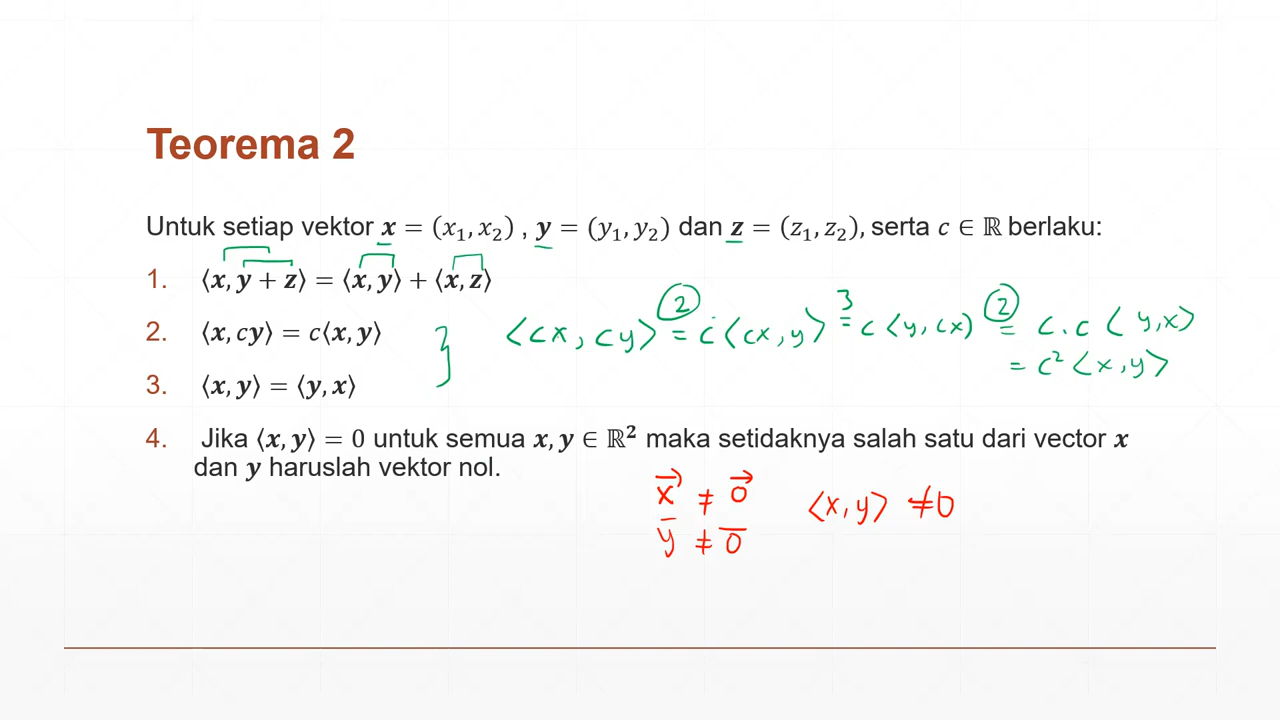 Teorema 2
Untuk setiap vektor x = (x₁, x₂) , y = (y₁, y₂) dan z = (z₁, z₂), serta c ∈ ℝ berlaku:
1. ⟨x, y + z⟩ = ⟨x, y⟩ + ⟨x, z⟩
2. ⟨x, cy⟩ = c⟨x, y⟩
⟨cx, cy⟩ ②= c⟨cx, y⟩ 3= c⟨y, cx⟩ ②= c.c⟨y,x⟩
= c²⟨x,y⟩
3. ⟨x, y⟩ = ⟨y, x⟩
4. Jika ⟨x, y⟩ = 0 untuk semua x, y ∈ ℝ² maka setidaknya salah satu dari vector x
dan y haruslah vektor nol.
x⃗ ≠ 0⃗ ⟨x,y⟩ ≠0
y̅ ≠ 0̅